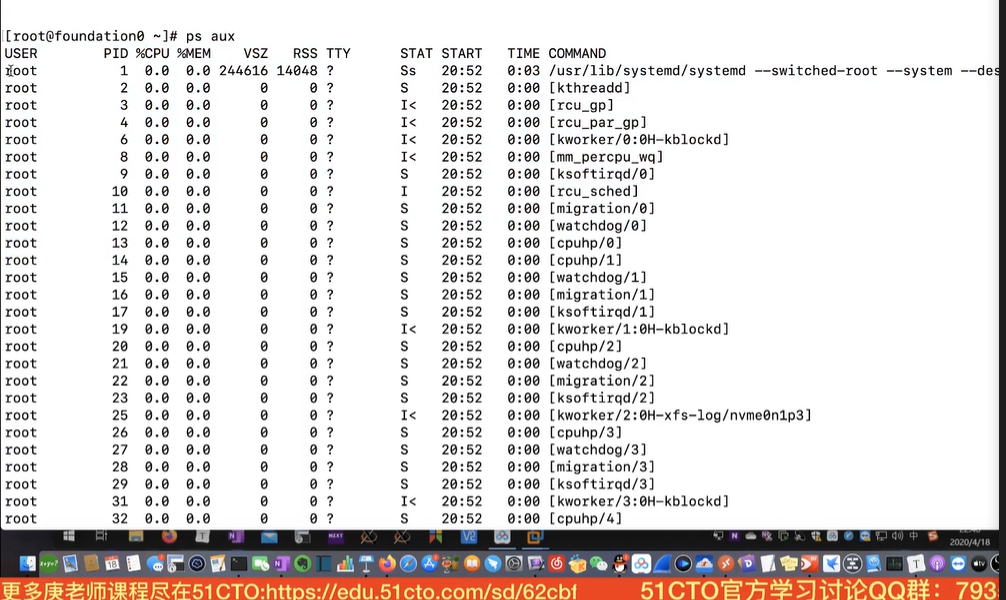 [root@foundation0 ~]# ps aux
USER PID %CPU %MEM VSZ RSS TTY STAT START TIME COMMAND
root 1 0.0 0.0 244616 14048 ? Ss 20:52 0:03 /usr/lib/systemd/systemd --switched-root --system --des
root 2 0.0 0.0 0 0 ? S 20:52 0:00 [kthreadd]
root 3 0.0 0.0 0 0 ? I< 20:52 0:00 [rcu_gp]
root 4 0.0 0.0 0 0 ? I< 20:52 0:00 [rcu_par_gp]
root 6 0.0 0.0 0 0 ? I< 20:52 0:00 [kworker/0:0H-kblockd]
root 8 0.0 0.0 0 0 ? I< 20:52 0:00 [mm_percpu_wq]
root 9 0.0 0.0 0 0 ? S 20:52 0:00 [ksoftirqd/0]
root 10 0.0 0.0 0 0 ? I 20:52 0:00 [rcu_sched]
root 11 0.0 0.0 0 0 ? S 20:52 0:00 [migration/0]
root 12 0.0 0.0 0 0 ? S 20:52 0:00 [watchdog/0]
root 13 0.0 0.0 0 0 ? S 20:52 0:00 [cpuhp/0]
root 14 0.0 0.0 0 0 ? S 20:52 0:00 [cpuhp/1]
root 15 0.0 0.0 0 0 ? S 20:52 0:00 [watchdog/1]
root 16 0.0 0.0 0 0 ? S 20:52 0:00 [migration/1]
root 17 0.0 0.0 0 0 ? S 20:52 0:00 [ksoftirqd/1]
root 19 0.0 0.0 0 0 ? I< 20:52 0:00 [kworker/1:0H-kblockd]
root 20 0.0 0.0 0 0 ? S 20:52 0:00 [cpuhp/2]
root 21 0.0 0.0 0 0 ? S 20:52 0:00 [watchdog/2]
root 22 0.0 0.0 0 0 ? S 20:52 0:00 [migration/2]
root 23 0.0 0.0 0 0 ? S 20:52 0:00 [ksoftirqd/2]
root 25 0.0 0.0 0 0 ? I< 20:52 0:00 [kworker/2:0H-xfs-log/nvme0n1p3]
root 26 0.0 0.0 0 0 ? S 20:52 0:00 [cpuhp/3]
root 27 0.0 0.0 0 0 ? S 20:52 0:00 [watchdog/3]
root 28 0.0 0.0 0 0 ? S 20:52 0:00 [migration/3]
root 29 0.0 0.0 0 0 ? S 20:52 0:00 [ksoftirqd/3]
root 31 0.0 0.0 0 0 ? I< 20:52 0:00 [kworker/3:0H-kblockd]
root 32 0.0 0.0 0 0 ? S 20:52 0:00 [cpuhp/4]
2020/4/18
更多庚老师课程尽在51CTO:https://edu.51cto.com/sd/62cbf 51CTO官方学习讨论QQ群：793